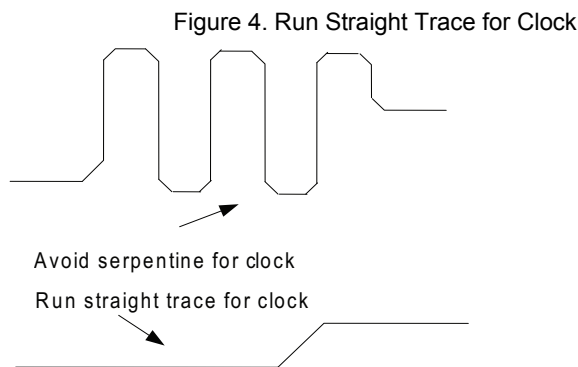 Figure 4. Run Straight Trace for Clock
Avoid serpentine for clock
Run straight trace for clock